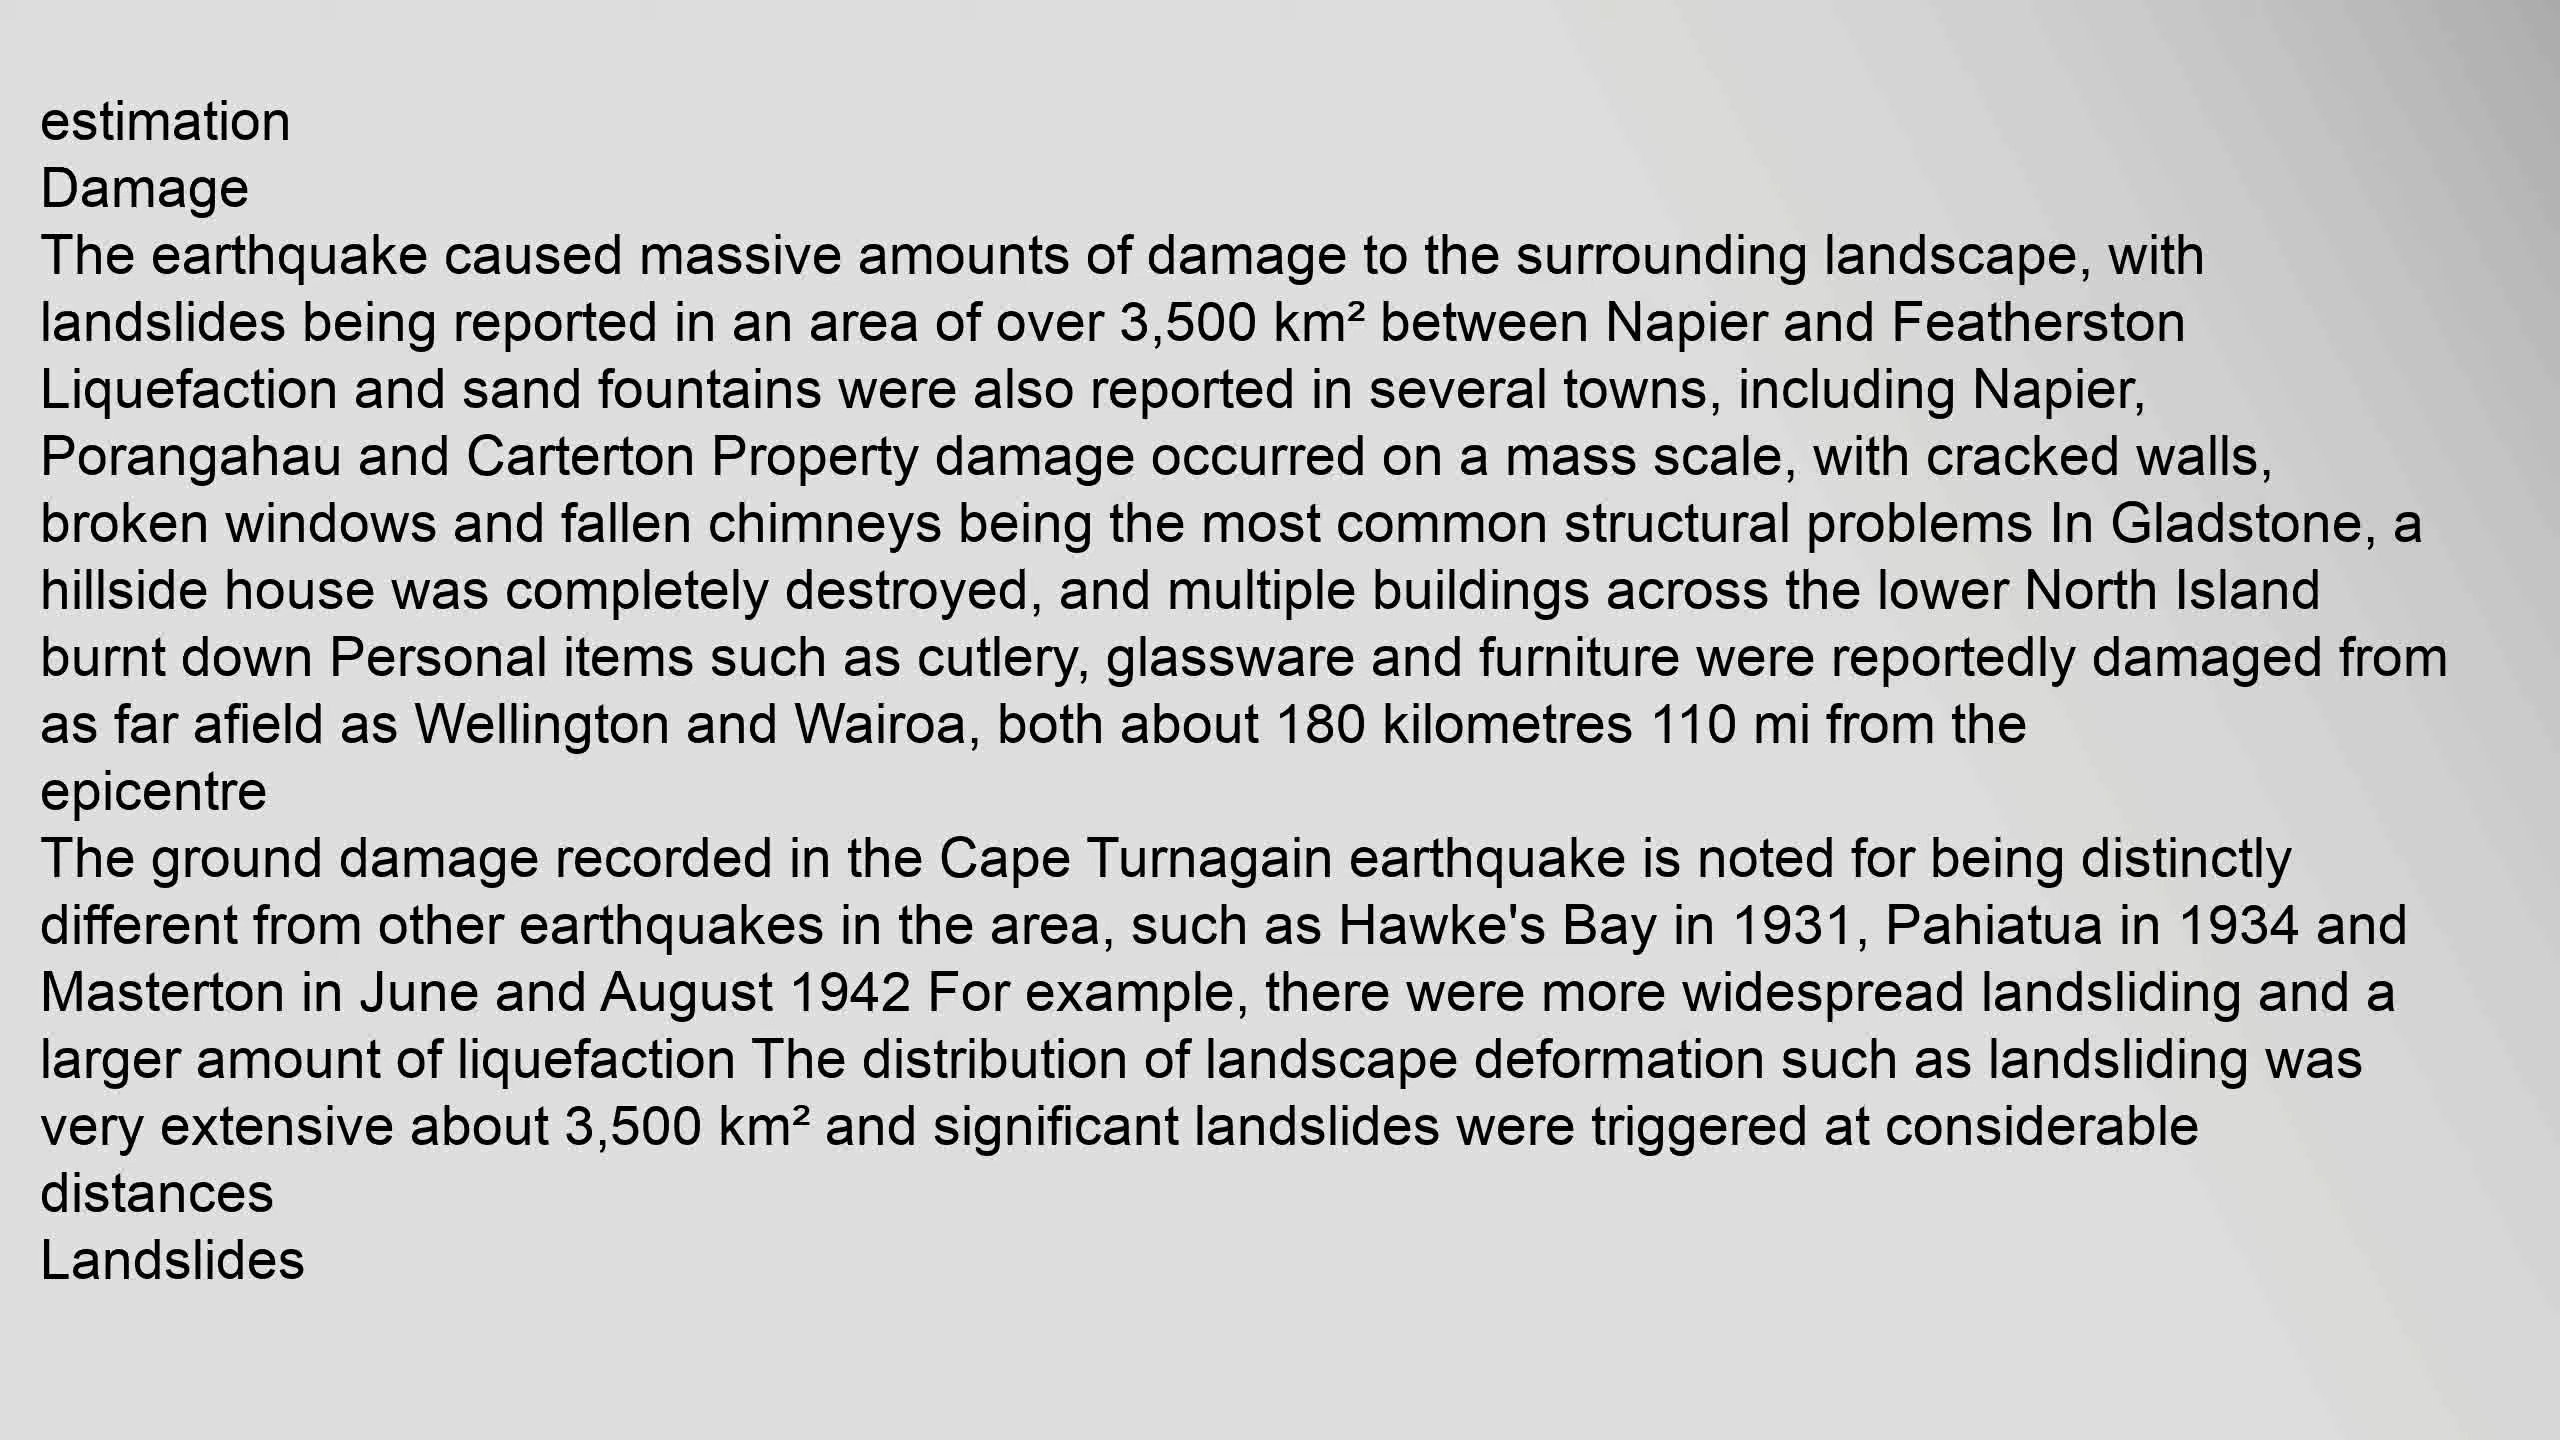 estimation
Damage
The earthquake caused massive amounts of damage to the surrounding landscape, with
landslides being reported in an area of over 3,500 km² between Napier and Featherston
Liquefaction and sand fountains were also reported in several towns, including Napier,
Porangahau and Carterton Property damage occurred on a mass scale, with cracked walls,
broken windows and fallen chimneys being the most common structural problems In Gladstone, a
hillside house was completely destroyed, and multiple buildings across the lower North Island
burnt down Personal items such as cutlery, glassware and furniture were reportedly damaged from
as far afield as Wellington and Wairoa, both about 180 kilometres 110 mi from the
epicentre
The ground damage recorded in the Cape Turnagain earthquake is noted for being distinctly
different from other earthquakes in the area, such as Hawke's Bay in 1931, Pahiatua in 1934 and
Masterton in June and August 1942 For example, there were more widespread landsliding and a
larger amount of liquefaction The distribution of landscape deformation such as landsliding was
very extensive about 3,500 km² and significant landslides were triggered at considerable
distances
Landslides